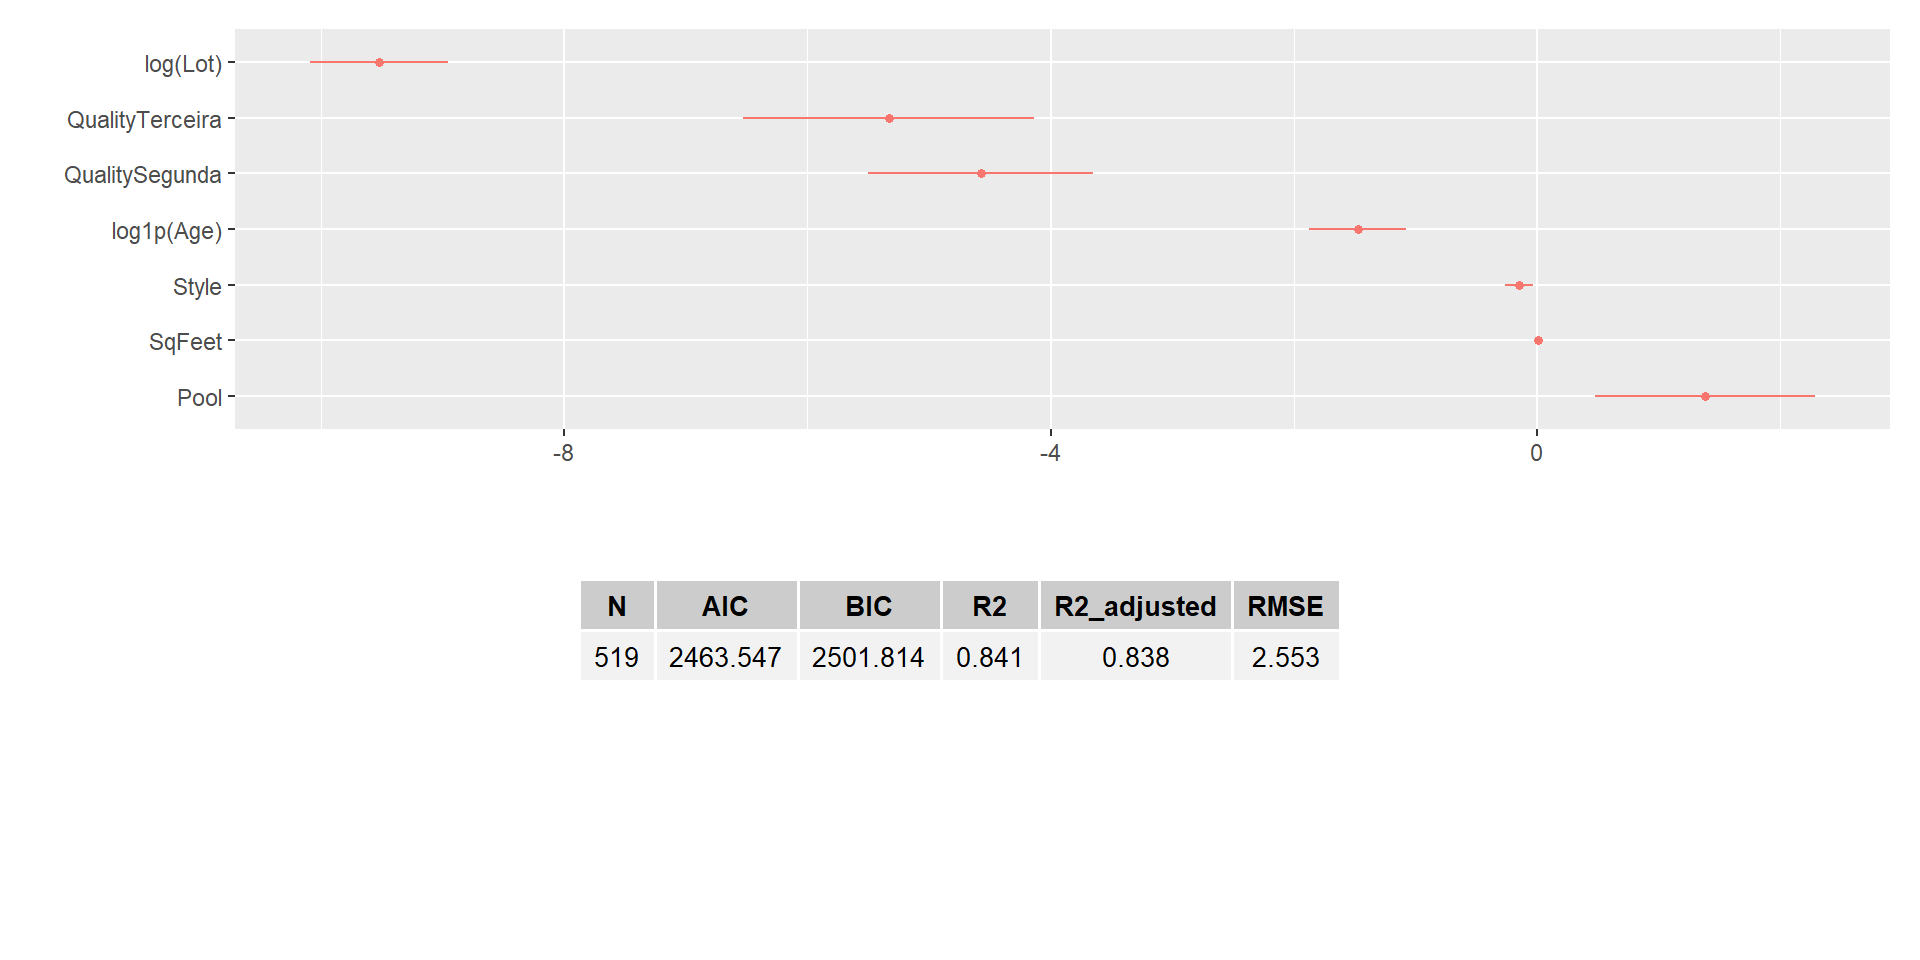 log(Lot)
QualityTerceira
QualitySegunda
log1p(Age)
Style
SqFeet
Pool
-8 -4 0
N AIC BIC R2 R2_adjusted RMSE
519 2463.547 2501.814 0.841 0.838 2.553